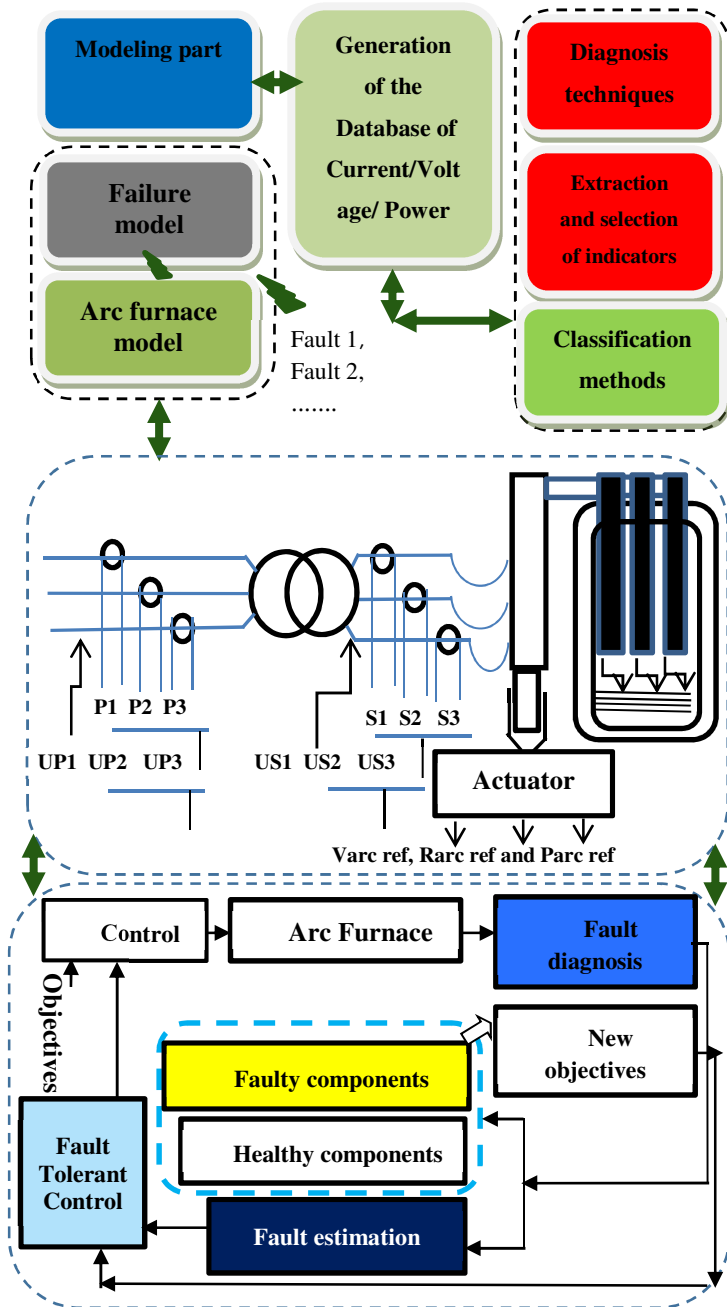 Modeling part
Generation
of the
Database of
Current/Volt
age/ Power
Diagnosis
techniques
Extraction
and selection
of indicators
Classification
methods
Failure
model
Arc furnace
model
Fault 1,
Fault 2,
.......
P1 P2 P3
UP1 UP2 UP3
S1 S2 S3
US1 US2 US3
Actuator
Varc ref, Rarc ref and Parc ref
Control
Arc Furnace
Fault
diagnosis
Objectives
New
objectives
Faulty components
Healthy components
Fault
Tolerant
Control
Fault estimation